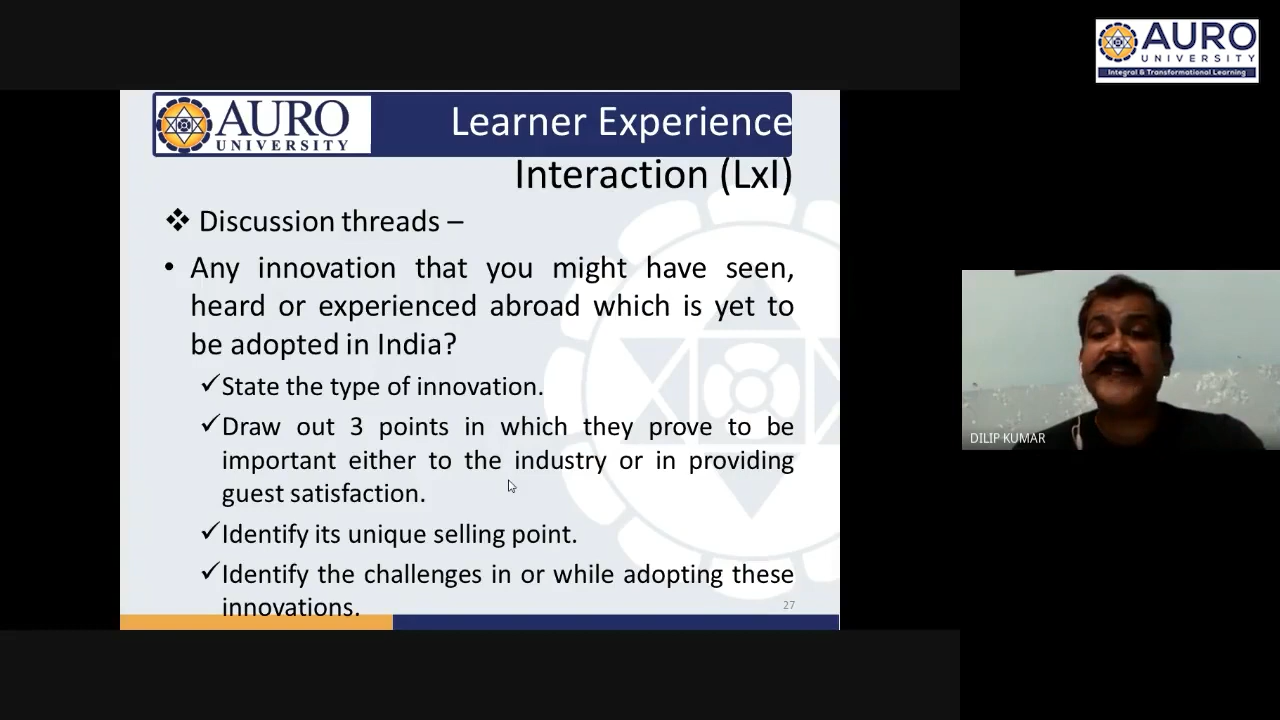 AURO
UNIVERSITY
Integral & Transformational Learning
AURO
UNIVERSITY
Learner Experience
Interaction (LxI)
❖ Discussion threads –
• Any innovation that you might have seen,
heard or experienced abroad which is yet to
be adopted in India?
✓State the type of innovation.
✓Draw out 3 points in which they prove to be
important either to the industry or in providing
guest satisfaction.
✓Identify its unique selling point.
✓Identify the challenges in or while adopting these
innovations.
27
DILIP KUMAR